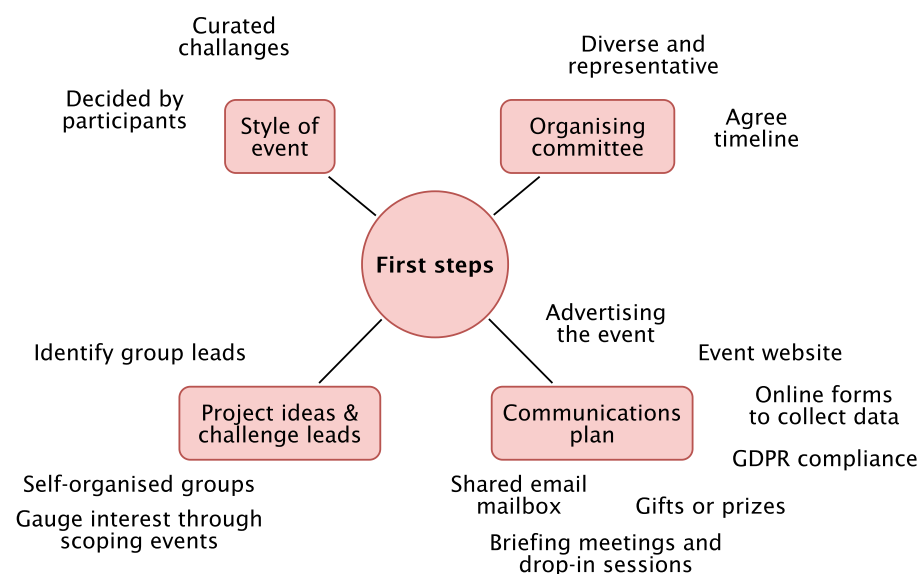 Curated
challanges
Decided by
participants
Style of
event
Diverse and
representative
Organising
committee
Agree
timeline
First steps
Identify group leads
Project ideas &
challenge leads
Self-organised groups
Gauge interest through
scoping events
Advertising
the event
Event website
Communications
plan
Online forms
to collect data
GDPR compliance
Shared email
mailbox
Gifts or prizes
Briefing meetings and
drop-in sessions